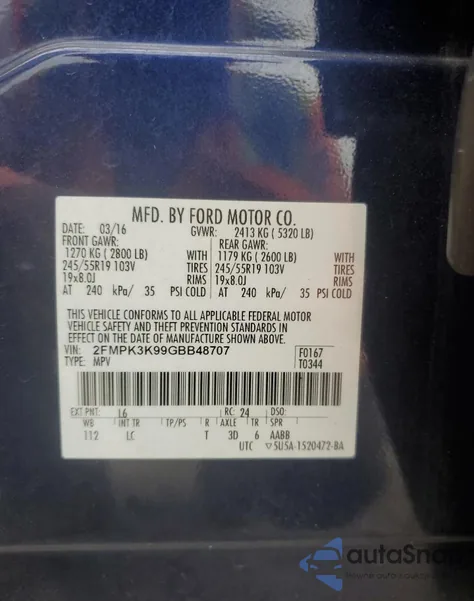 MFD. BY FORD MOTOR CO.
DATE: 03/16 GVWR: 2413 KG ( 5320 LB)
FRONT GAWR: REAR GAWR:
1270 KG ( 2800 LB) WITH 1179 KG ( 2600 LB) WITH
245/55R19 103V TIRES 245/55R19 103V TIRES
19x8.0J RIMS 19x8.0J RIMS
AT 240 kPa/ 35 PSI COLD AT 240 kPa/ 35 PSI COLD
THIS VEHICLE CONFORMS TO ALL APPLICABLE FEDERAL MOTOR
VEHICLE SAFETY AND THEFT PREVENTION STANDARDS IN EFFECT
ON THE DATE OF MANUFACTURE SHOWN ABOVE.
VIN: 2FMPK3K99GBB48707 F0167
TYPE: MPV T0344
EXT PNT: L6 RC: 24 DSO:
WB INT TR TP/PS R AXLE TR SPR
112 LC T 3D 6 AABB
UTC 5U5A-1520472-BA
autoSnap